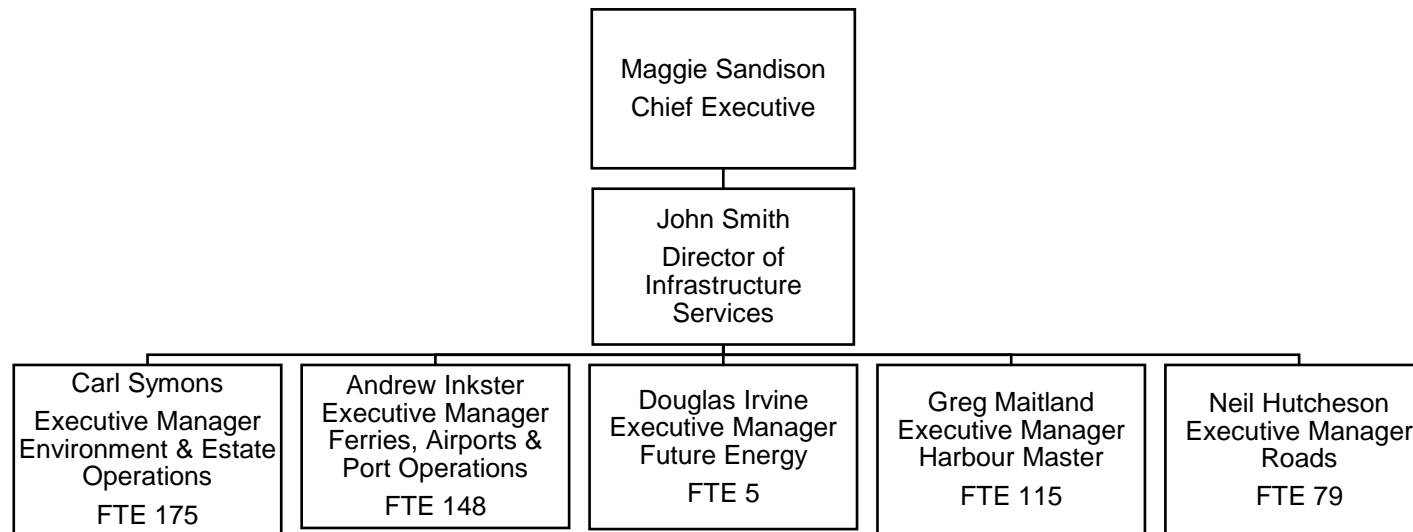 Maggie Sandison
Chief Executive
John Smith
Director of
Infrastructure
Services
Carl Symons
Executive Manager
Environment & Estate
Operations
FTE 175
Andrew Inkster
Executive Manager
Ferries, Airports &
Port Operations
FTE 148
Douglas Irvine
Executive Manager
Future Energy
FTE 5
Greg Maitland
Executive Manager
Harbour Master
FTE 115
Neil Hutcheson
Executive Manager
Roads
FTE 79